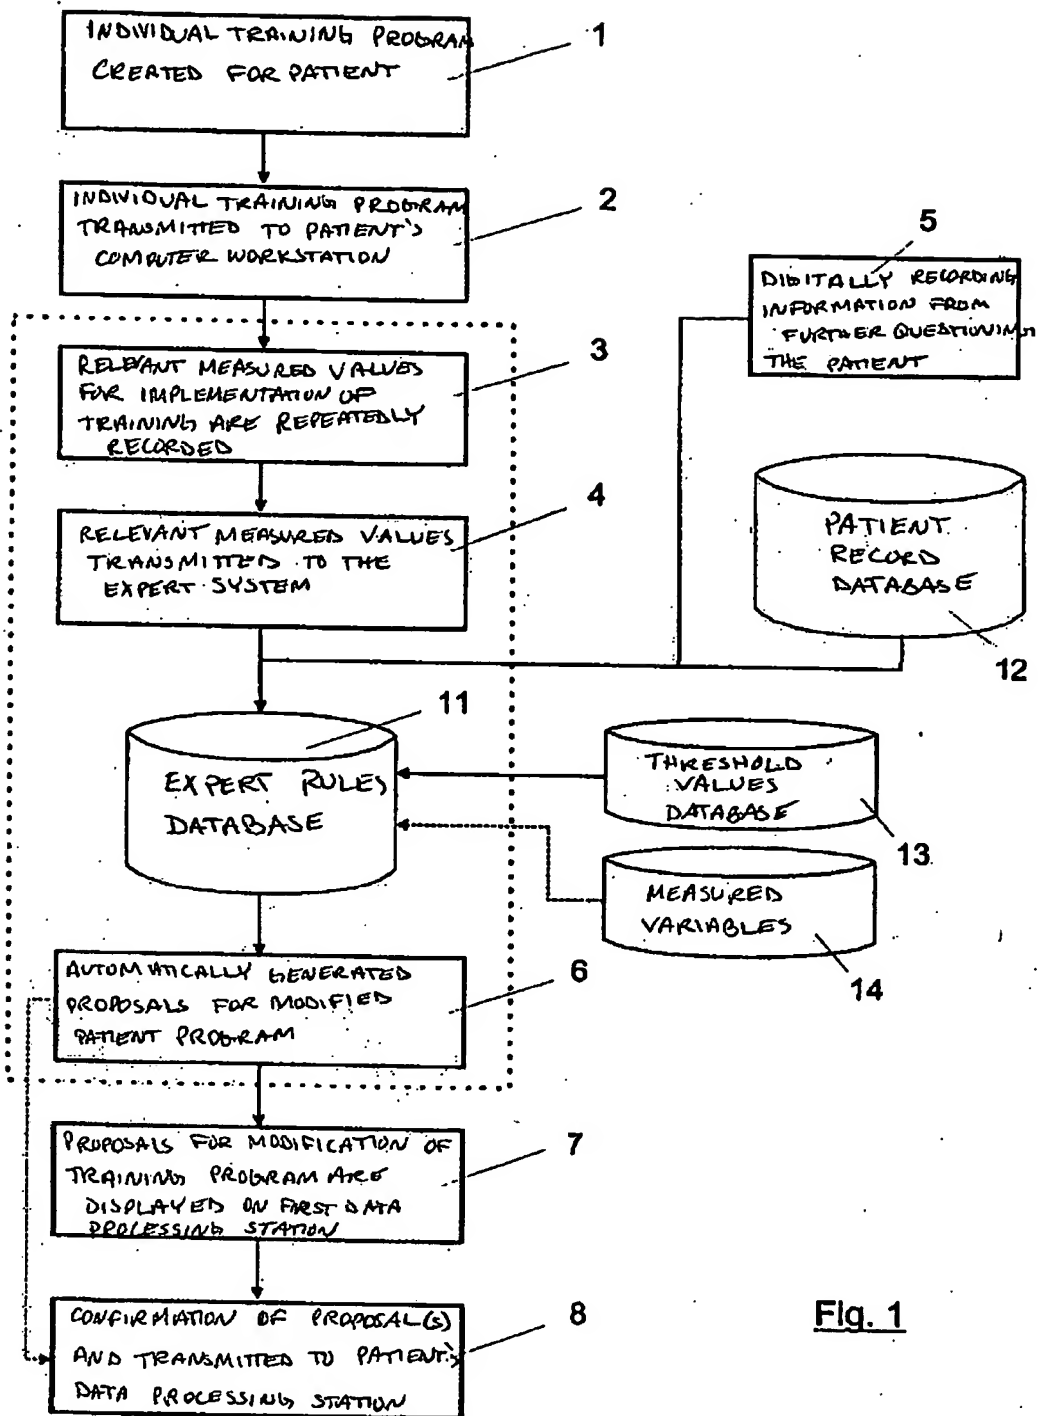 INDIVIDUAL TRAINING PROGRAM
CREATED FOR PATIENT
1
INDIVIDUAL TRAINING PROGRAM
TRANSMITTED TO PATIENT'S
COMPUTER WORKSTATION
2
5
DIGITALLY RECORDING
INFORMATION FROM
FURTHER QUESTIONING
THE PATIENT
RELEVANT MEASURED VALUES
FOR IMPLEMENTATION OF
TRAINING ARE REPEATEDLY
RECORDED
3
RELEVANT MEASURED VALUES
TRANSMITTED TO THE
EXPERT SYSTEM
4
PATIENT
RECORD
DATABASE
12
11
EXPERT RULES
DATABASE
THRESHOLD
VALUES
DATABASE
13
MEASURED
VARIABLES
14
AUTOMATICALLY GENERATED
PROPOSALS FOR MODIFIED
PATIENT PROGRAM
6
PROPOSALS FOR MODIFICATION OF
TRAINING PROGRAM ARE
DISPLAYED ON FIRST DATA
PROCESSING STATION
7
CONFIRMATION OF PROPOSAL(S)
AND TRANSMITTED TO PATIENT'S
DATA PROCESSING STATION
8
Fig. 1